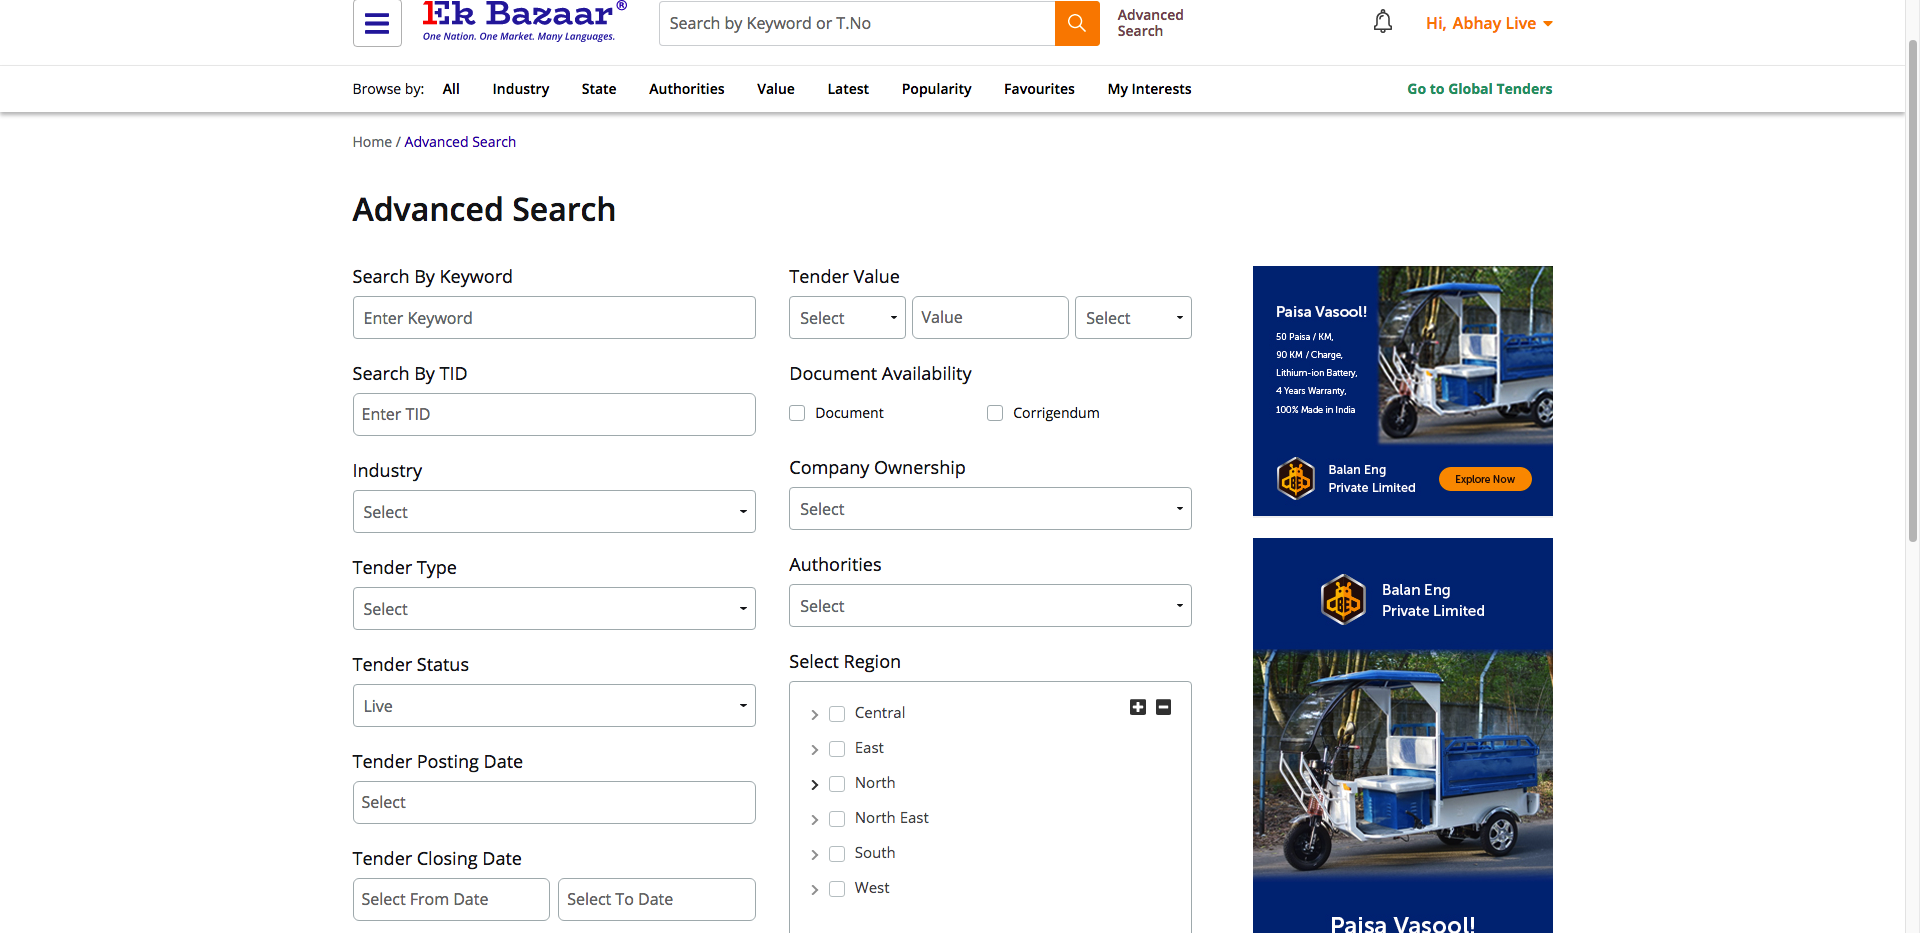 Ek Bazaar®
One Nation. One Market. Many Languages.
Search by Keyword or T.No
Advanced
Search
Hi, Abhay Live
Browse by: All Industry State Authorities Value Latest Popularity Favourites My Interests Go to Global Tenders
Home / Advanced Search
Advanced Search
Search By Keyword
Enter Keyword
Search By TID
Enter TID
Industry
Select
Tender Type
Select
Tender Status
Live
Tender Posting Date
Select
Tender Closing Date
Select From Date Select To Date
Tender Value
Select Value Select
Document Availability
Document Corrigendum
Company Ownership
Select
Authorities
Select
Select Region
Central
East
North
North East
South
West
Paisa Vasool!
50 Paisa / KM,
90 KM / Charge,
Lithium-ion Battery,
4 Years Warranty,
100% Made in India
BEL
Balan Eng
Private Limited
Explore Now
BEL
Balan Eng
Private Limited
Paisa Vasool!